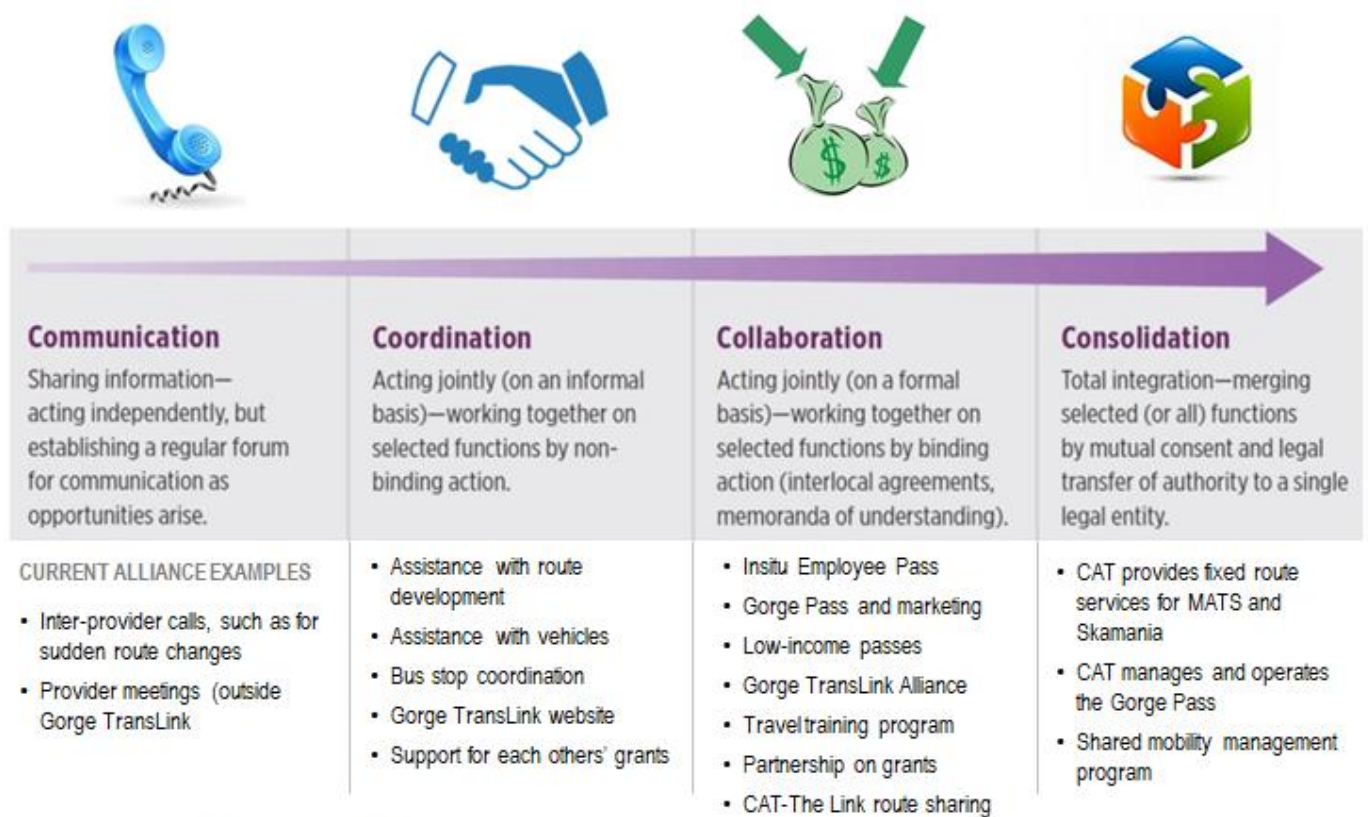 $
$
Communication
Sharing information—
acting independently, but
establishing a regular forum
for communication as
opportunities arise.
Coordination
Acting jointly (on an informal
basis)—working together on
selected functions by non-
binding action.
Collaboration
Acting jointly (on a formal
basis)—working together on
selected functions by binding
action (interlocal agreements,
memoranda of understanding).
Consolidation
Total integration—merging
selected (or all) functions
by mutual consent and legal
transfer of authority to a single
legal entity.
CURRENT ALLIANCE EXAMPLES
• Inter-provider calls, such as for
sudden route changes
• Provider meetings (outside
Gorge TransLink
• Assistance with route
development
• Assistance with vehicles
• Bus stop coordination
• Gorge TransLink website
• Support for each others' grants
• Insitu Employee Pass
• Gorge Pass and marketing
• Low-income passes
• Gorge TransLink Alliance
• Travel training program
• Partnership on grants
• CAT-The Link route sharing
• CAT provides fixed route
services for MATS and
Skamania
• CAT manages and operates
the Gorge Pass
• Shared mobility management
program